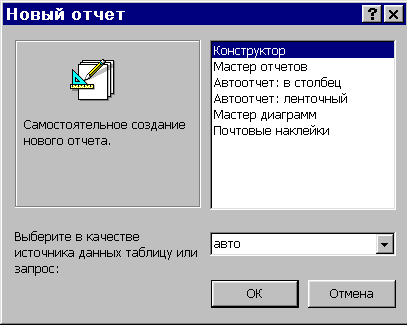 Новый отчет
Самостоятельное создание
нового отчета.
Конструктор
Мастер отчетов
Автоотчет: в столбец
Автоотчет: ленточный
Мастер диаграмм
Почтовые наклейки
Выберите в качестве
источника данных таблицу или
запрос:
авто
ОК
Отмена